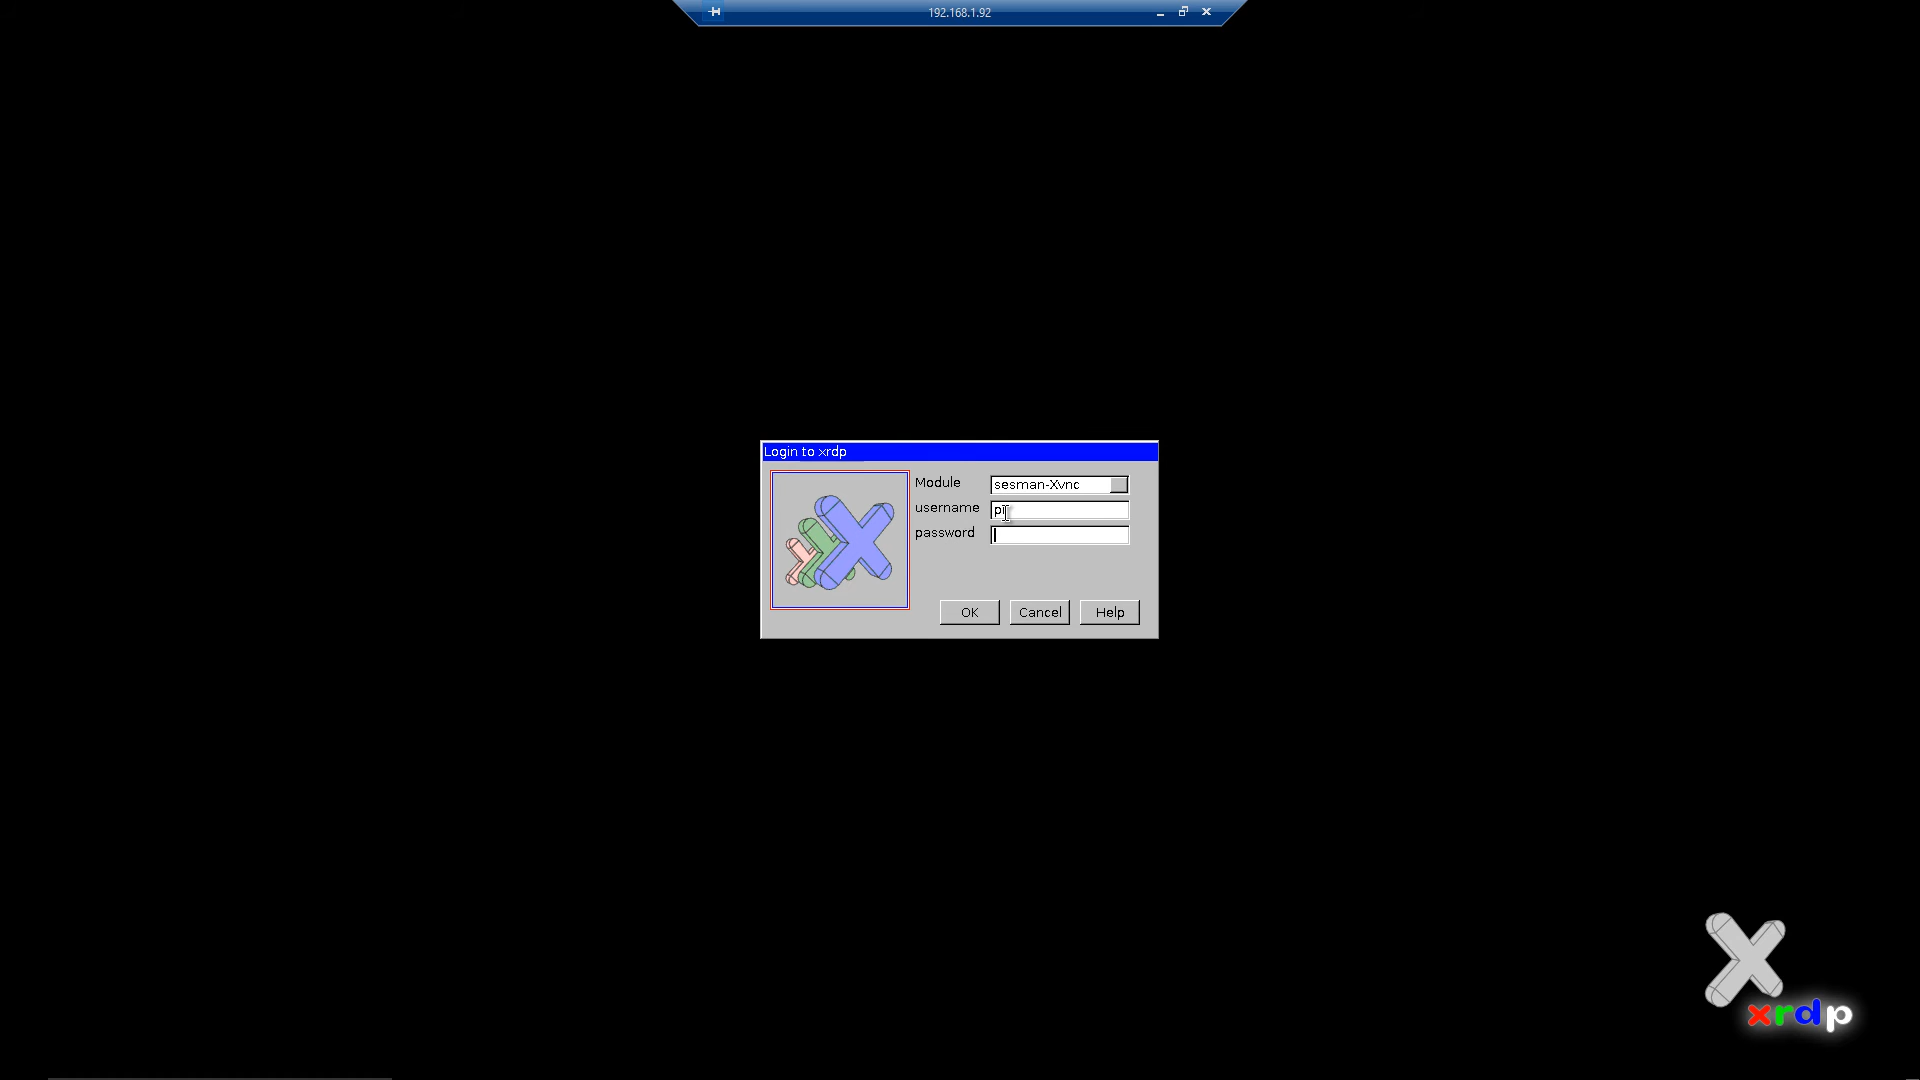 192.168.1.92
Login to xrdp
Module sesman-Xvnc
username pi
password
OK Cancel Help
xrdp